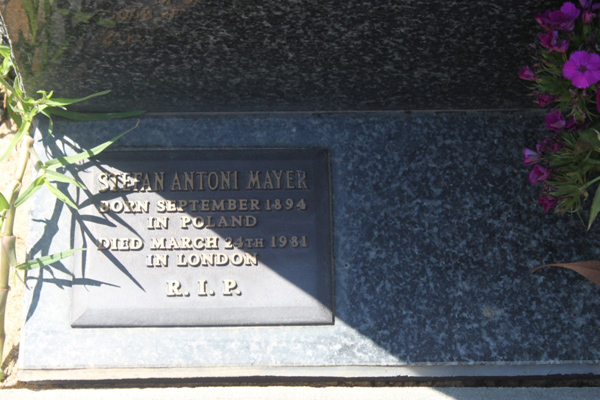 STEFAN ANTONI MAYER
BORN SEPTEMBER 1894
IN POLAND
DIED MARCH 24TH 1981
IN LONDON
R. I. P.